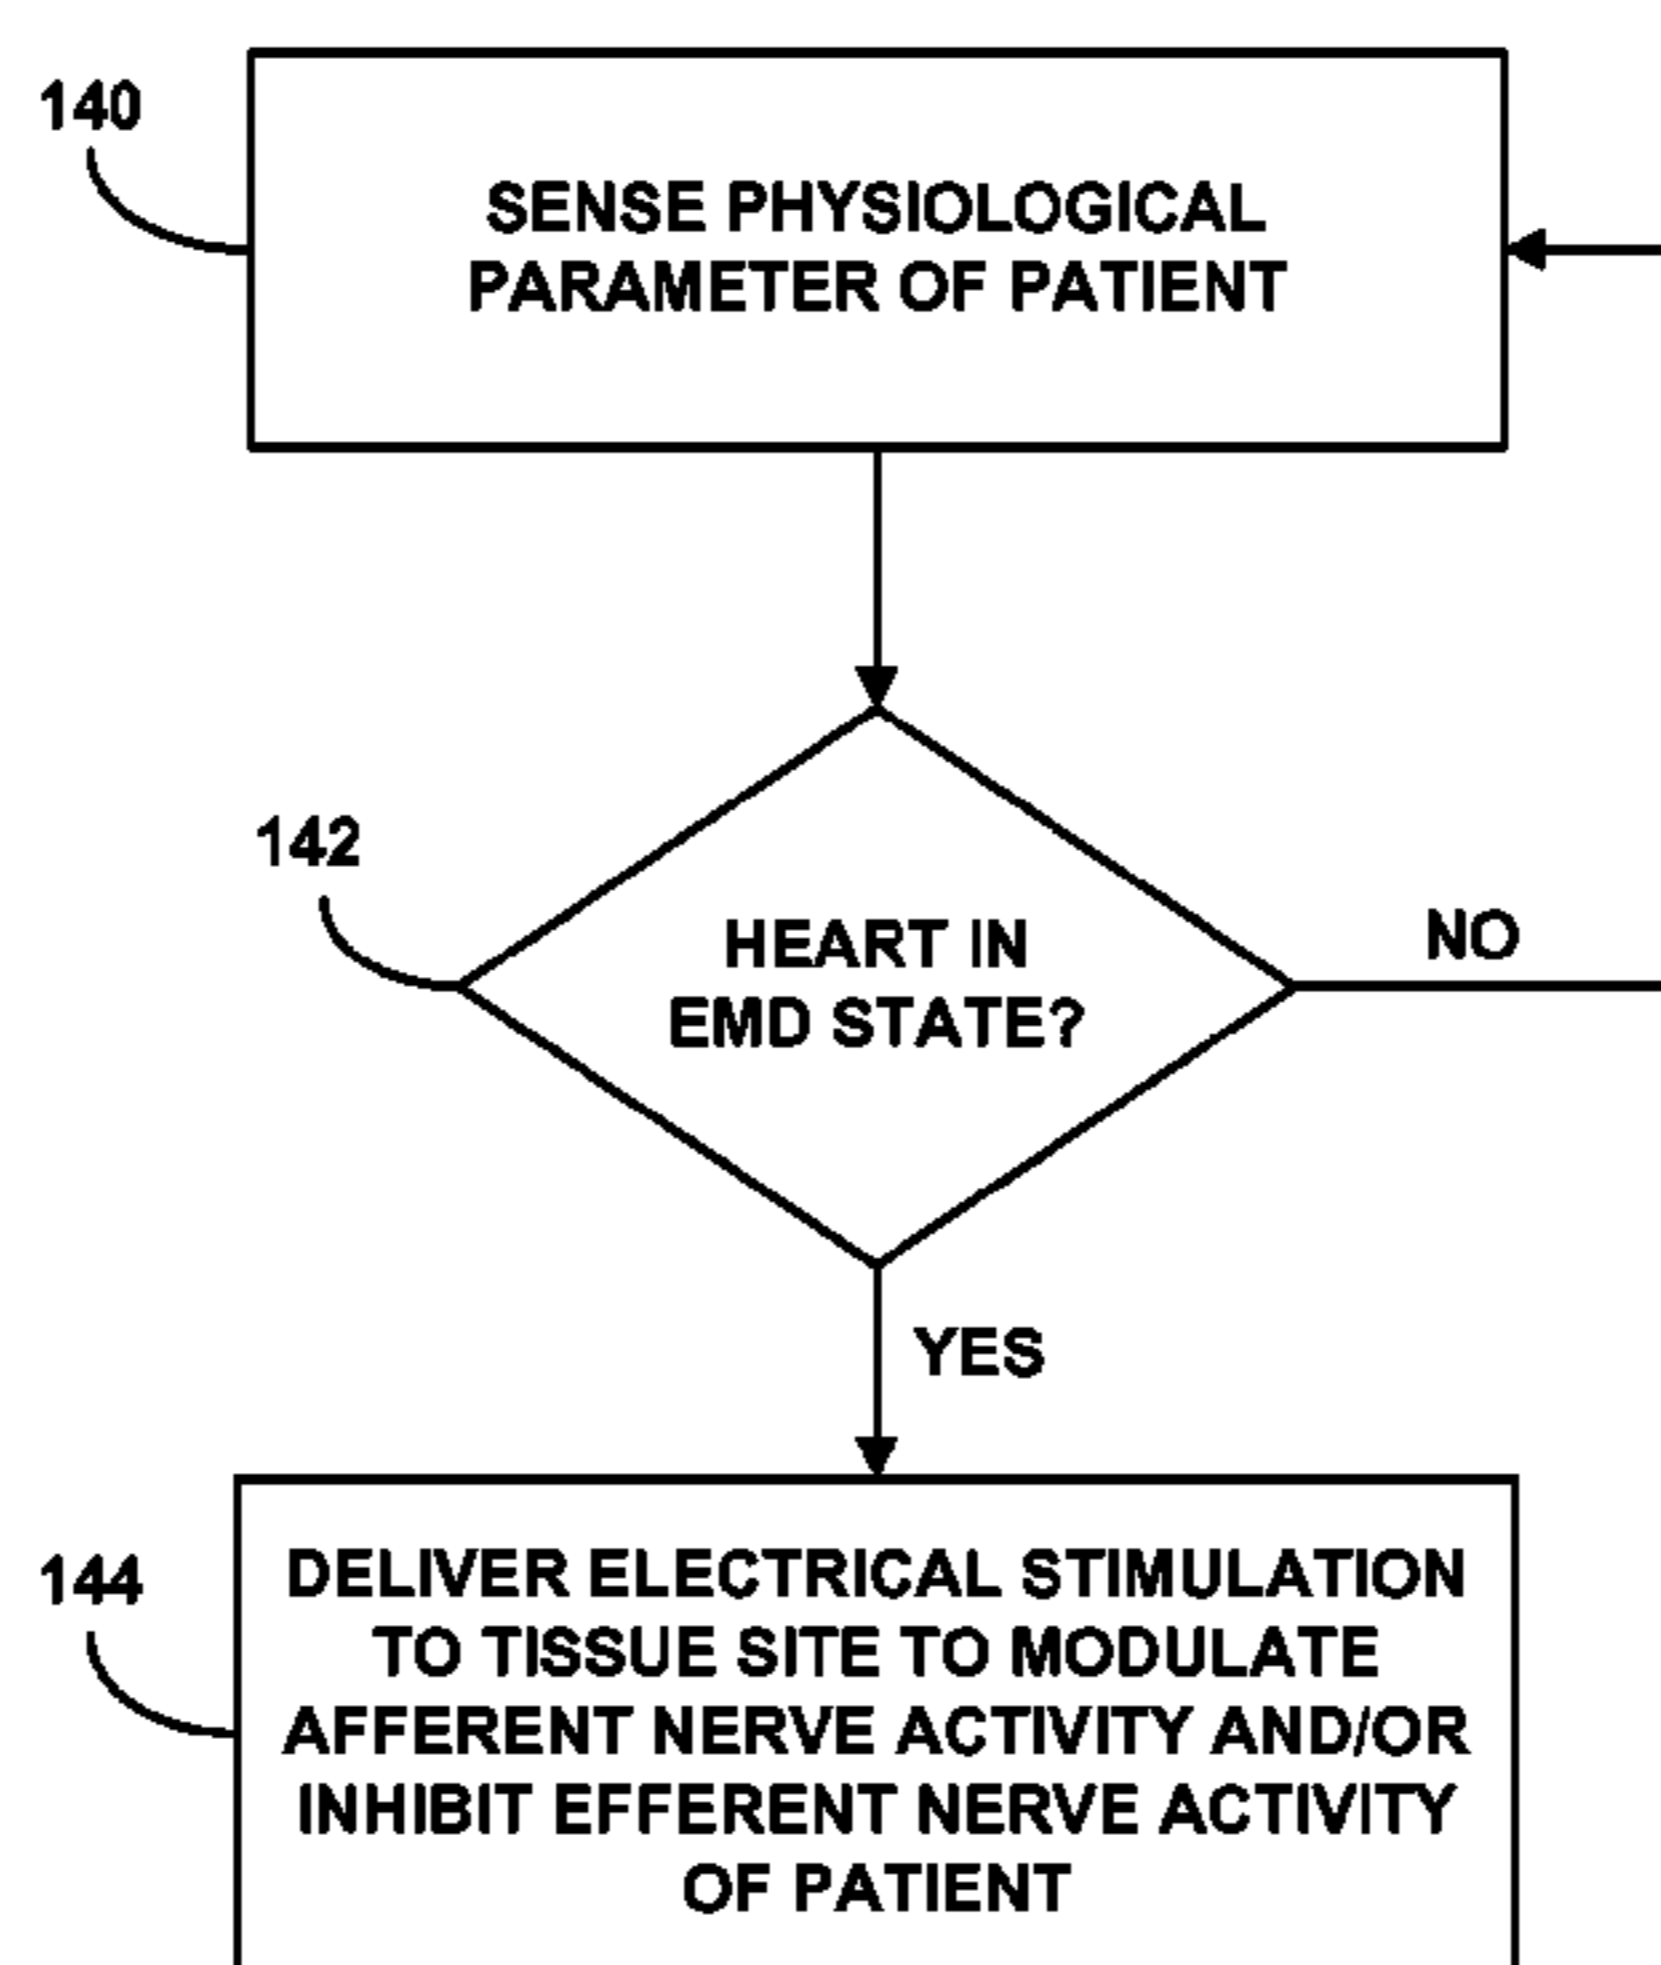 140
SENSE PHYSIOLOGICAL
PARAMETER OF PATIENT
142
HEART IN
EMD STATE?
NO
YES
144
DELIVER ELECTRICAL STIMULATION
TO TISSUE SITE TO MODULATE
AFFERENT NERVE ACTIVITY AND/OR
INHIBIT EFFERENT NERVE ACTIVITY
OF PATIENT